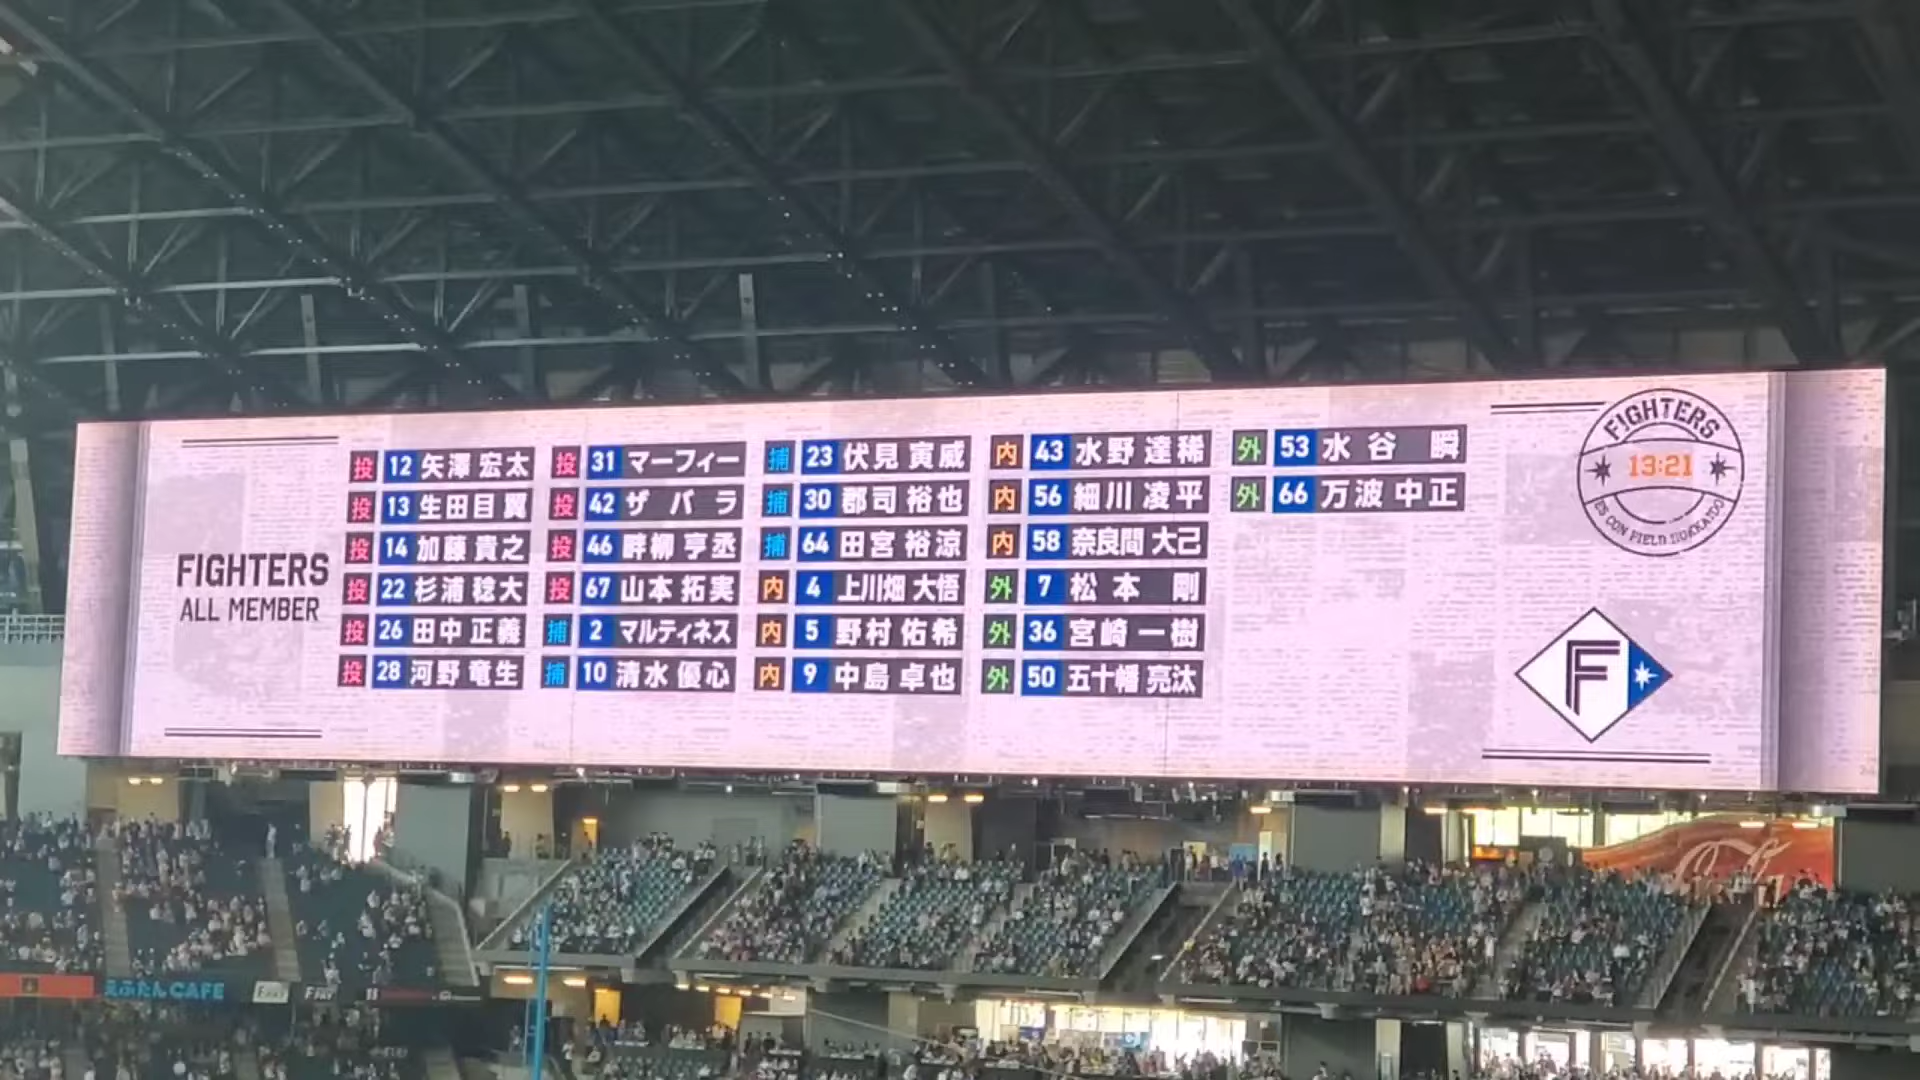 FIGHTERS
ALL MEMBER
投 12 矢澤 宏太
投 13 生田目 翼
投 14 加藤 貴之
投 22 杉浦 稔大
投 26 田中 正義
投 28 河野 竜生
投 31 マーフィー
投 42 ザバラ
投 46 畔柳 亨丞
投 67 山本 拓実
捕 2 マルティネス
捕 10 清水 優心
捕 23 伏見 寅威
捕 30 郡司 裕也
捕 64 田宮 裕涼
内 4 上川畑 大悟
内 5 野村 佑希
内 9 中島 卓也
内 43 水野 達稀
内 56 細川 凌平
内 58 奈良間 大己
外 7 松本 剛
外 36 宮崎 一樹
外 50 五十幡 亮汰
外 53 水谷 瞬
外 66 万波 中正
FIGHTERS
13:21
ES CON FIELD HOKKAIDO
F
CAFE